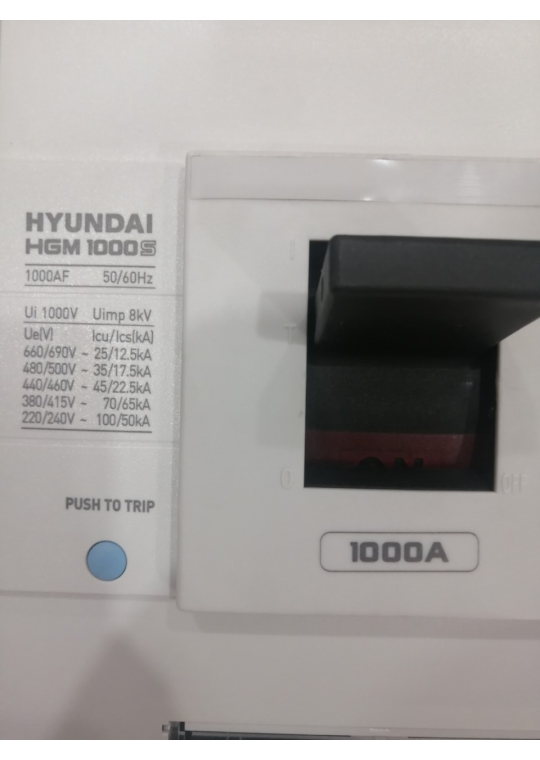 HYUNDAI
HGM 1000S
1000AF 50/60Hz
Ui 1000V Uimp 8kV
Ue(V) Icu/Ics(kA)
660/690V ~ 25/12.5kA
480/500V ~ 35/17.5kA
440/460V ~ 45/22.5kA
380/415V ~ 70/65kA
220/240V ~ 100/50kA
PUSH TO TRIP
I
T
ON
O OFF
1000A